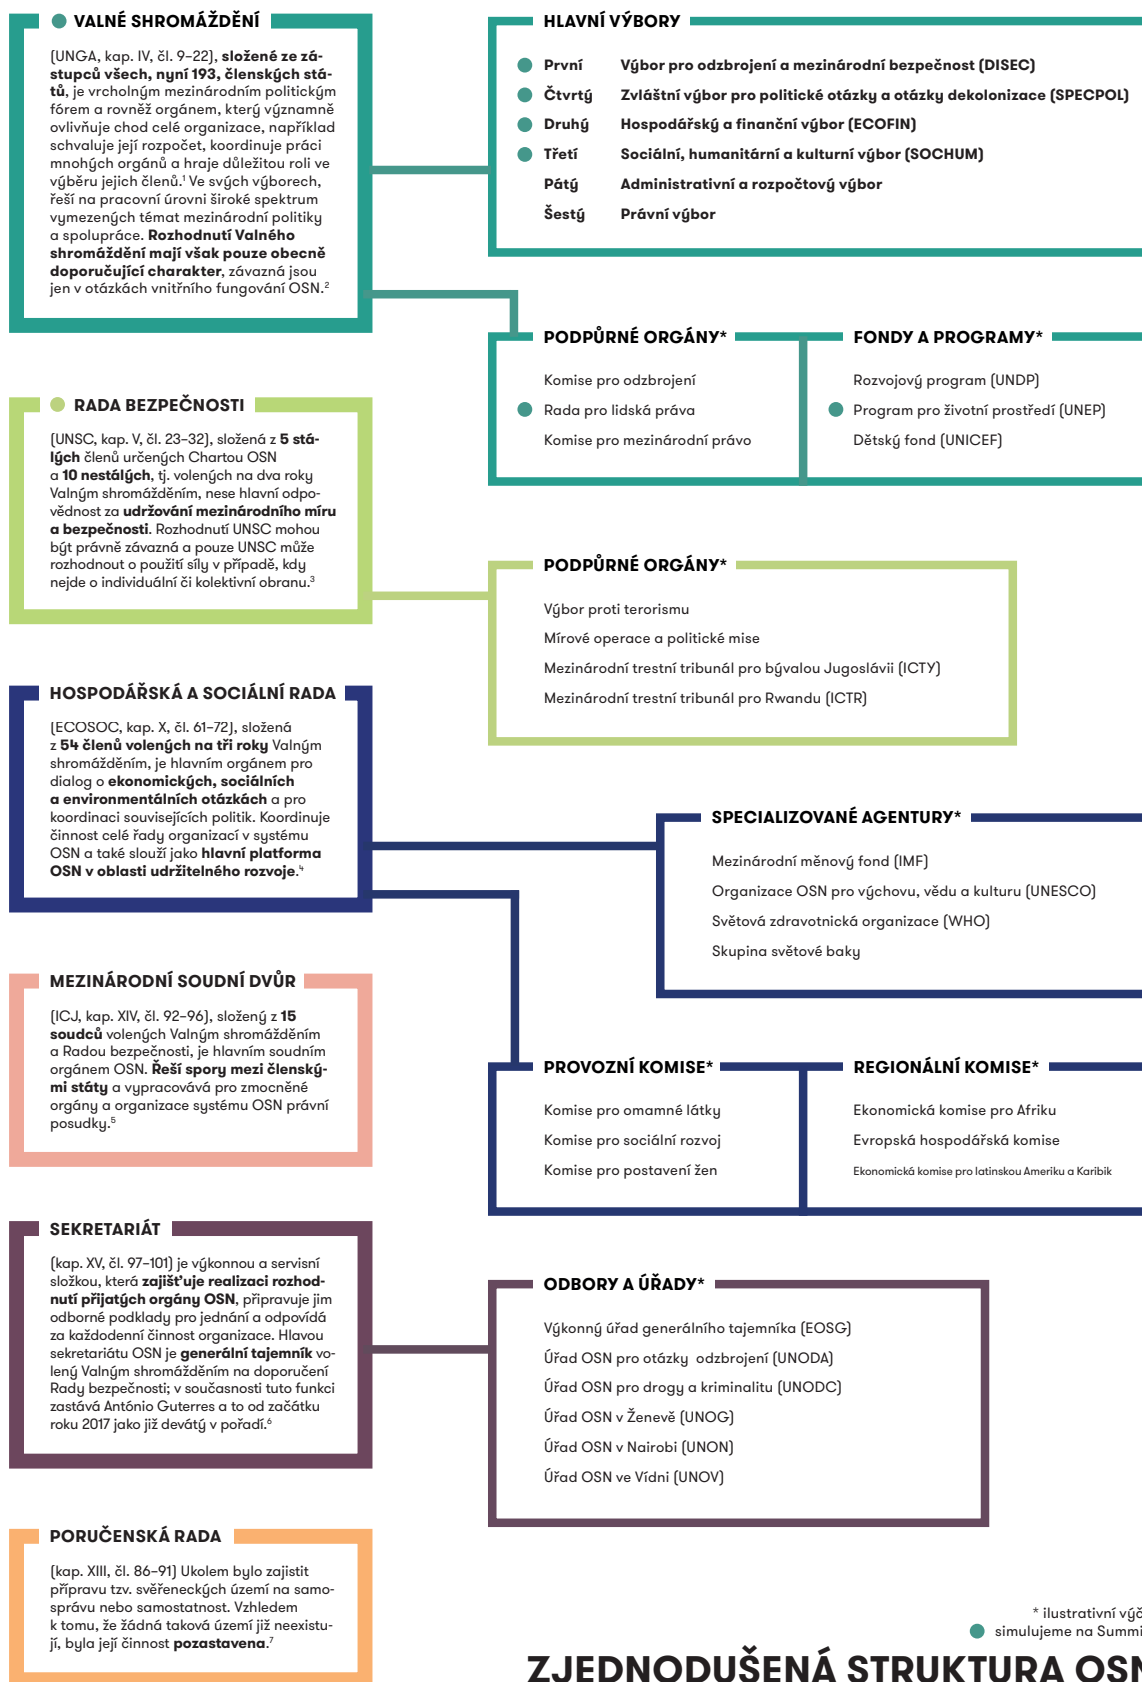 VALNÉ SHROMÁŽDĚNÍ
(UNGA, kap. IV, čl. 9–22), složené ze zá-
stupců všech, nyní 193, členských stá-
tů, je vrcholným mezinárodním politickým
fórem a rovněž orgánem, který významně
ovlivňuje chod celé organizace, například
schvaluje její rozpočet, koordinuje práci
mnohých orgánů a hraje důležitou roli ve
výběru jejich členů.¹ Ve svých výborech,
řeší na pracovní úrovni široké spektrum
vymezených témat mezinárodní politiky
a spolupráce. Rozhodnutí Valného
shromáždění mají však pouze obecně
doporučující charakter, závazná jsou
jen v otázkách vnitřního fungování OSN.²
HLAVNÍ VÝBORY
První Výbor pro odzbrojení a mezinárodní bezpečnost (DISEC)
Čtvrtý Zvláštní výbor pro politické otázky a otázky dekolonizace (SPECPOL)
Druhý Hospodářský a finanční výbor (ECOFIN)
Třetí Sociální, humanitární a kulturní výbor (SOCHUM)
Pátý Administrativní a rozpočtový výbor
Šestý Právní výbor
PODPŮRNÉ ORGÁNY*
Komise pro odzbrojení
Rada pro lidská práva
Komise pro mezinárodní právo
FONDY A PROGRAMY*
Rozvojový program (UNDP)
Program pro životní prostředí (UNEP)
Dětský fond (UNICEF)
RADA BEZPEČNOSTI
(UNSC, kap. V, čl. 23–32), složená z 5 stá-
lých členů určených Chartou OSN
a 10 nestálých, tj. volených na dva roky
Valným shromážděním, nese hlavní odpo-
vědnost za udržování mezinárodního míru
a bezpečnosti. Rozhodnutí UNSC mohou
být právně závazná a pouze UNSC může
rozhodnout o použití síly v případě, kdy
nejde o individuální či kolektivní obranu.³
PODPŮRNÉ ORGÁNY*
Výbor proti terorismu
Mírové operace a politické mise
Mezinárodní trestní tribunál pro bývalou Jugoslávii (ICTY)
Mezinárodní trestní tribunál pro Rwandu (ICTR)
HOSPODÁŘSKÁ A SOCIÁLNÍ RADA
(ECOSOC, kap. X, čl. 61–72), složená
z 54 členů volených na tři roky Valným
shromážděním, je hlavním orgánem pro
dialog o ekonomických, sociálních
a environmentálních otázkách a pro
koordinaci souvisejících politik. Koordinuje
činnost celé řady organizací v systému
OSN a také slouží jako hlavní platforma
OSN v oblasti udržitelného rozvoje.⁴
SPECIALIZOVANÉ AGENTURY*
Mezinárodní měnový fond (IMF)
Organizace OSN pro výchovu, vědu a kulturu (UNESCO)
Světová zdravotnická organizace (WHO)
Skupina světové baky
MEZINÁRODNÍ SOUDNÍ DVŮR
(ICJ, kap. XIV, čl. 92–96), složený z 15
soudců volených Valným shromážděním
a Radou bezpečnosti, je hlavním soudním
orgánem OSN. Řeší spory mezi členský-
mi státy a vypracovává pro zmocněné
orgány a organizace systému OSN právní
posudky.⁵
PROVOZNÍ KOMISE*
Komise pro omamné látky
Komise pro sociální rozvoj
Komise pro postavení žen
REGIONÁLNÍ KOMISE*
Ekonomická komise pro Afriku
Evropská hospodářská komise
Ekonomická komise pro latinskou Ameriku a Karibik
SEKRETARIÁT
(kap. XV, čl. 97–101) je výkonnou a servisní
složkou, která zajišťuje realizaci rozhod-
nutí přijatých orgány OSN, připravuje jim
odborné podklady pro jednání a odpovídá
za každodenní činnost organizace. Hlavou
sekretariátu OSN je generální tajemník vo-
lený Valným shromážděním na doporučení
Rady bezpečnosti; v současnosti tuto funkci
zastává António Guterres a to od začátku
roku 2017 jako již devátý v pořadí.⁶
ODBORY A ÚŘADY*
Výkonný úřad generálního tajemníka (EOSG)
Úřad OSN pro otázky odzbrojení (UNODA)
Úřad OSN pro drogy a kriminalitu (UNODC)
Úřad OSN v Ženevě (UNOG)
Úřad OSN v Nairobi (UNON)
Úřad OSN ve Vídni (UNOV)
PORUČENSKÁ RADA
(kap. XIII, čl. 86–91) Ukolem bylo zajistit
přípravu tzv. svěřeneckých území na samo-
správu nebo samostatnost. Vzhledem
k tomu, že žádná taková území již neexistu-
jí, byla její činnost pozastavena.⁷
* ilustrativní výč
simulujeme na Summi
ZJEDNODUŠENÁ STRUKTURA OSN